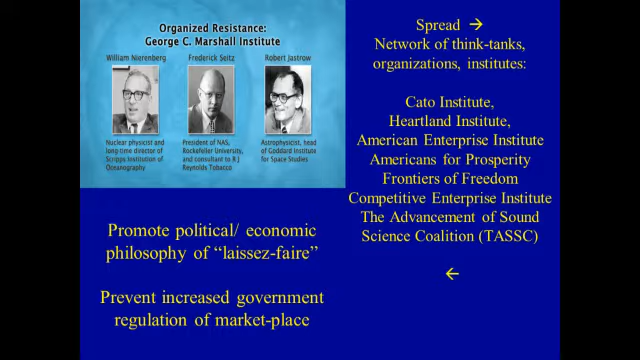 Organized Resistance:
George C. Marshall Institute
William Nierenberg
Frederick Seitz
Robert Jastrow
Nuclear physicist and
long-time director of
Scripps Institution of
Oceanography
President of NAS,
Rockefeller University,
and consultant to R J
Reynolds Tobacco
Astrophysicist, head
of Goddard Institute
for Space Studies
Promote political/ economic
philosophy of “laissez-faire”
Prevent increased government
regulation of market-place
Spread →
Network of think-tanks,
organizations, institutes:
Cato Institute,
Heartland Institute,
American Enterprise Institute
Americans for Prosperity
Frontiers of Freedom
Competitive Enterprise Institute
The Advancement of Sound
Science Coalition (TASSC)
←